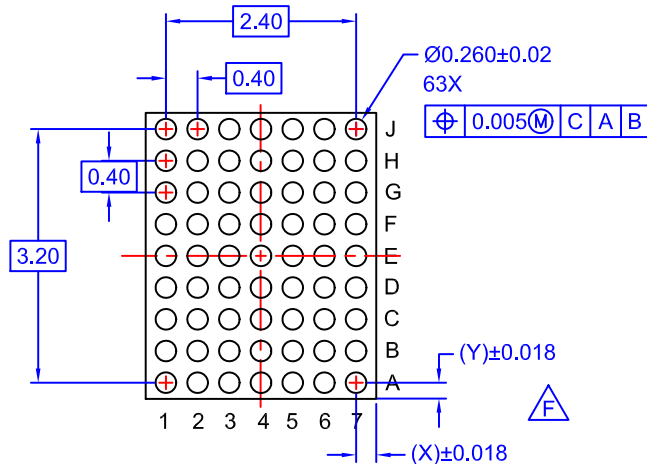 2.40
Ø0.260±0.02
0.40
63X
⌖ 0.005Ⓜ C A B
J
H
0.40
G
F
3.20
E
D
C
B
(Y)±0.018
A
F
1 2 3 4 5 6 7
(X)±0.018